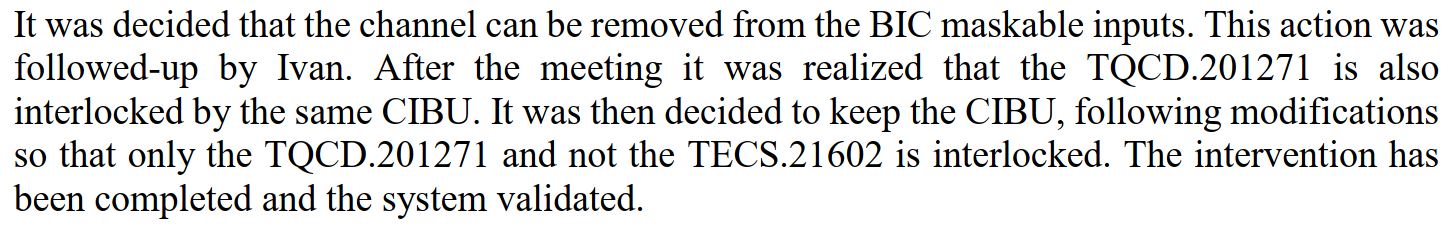 It was decided that the channel can be removed from the BIC maskable inputs. This action was
followed-up by Ivan. After the meeting it was realized that the TQCD.201271 is also
interlocked by the same CIBU. It was then decided to keep the CIBU, following modifications
so that only the TQCD.201271 and not the TECS.21602 is interlocked. The intervention has
been completed and the system validated.